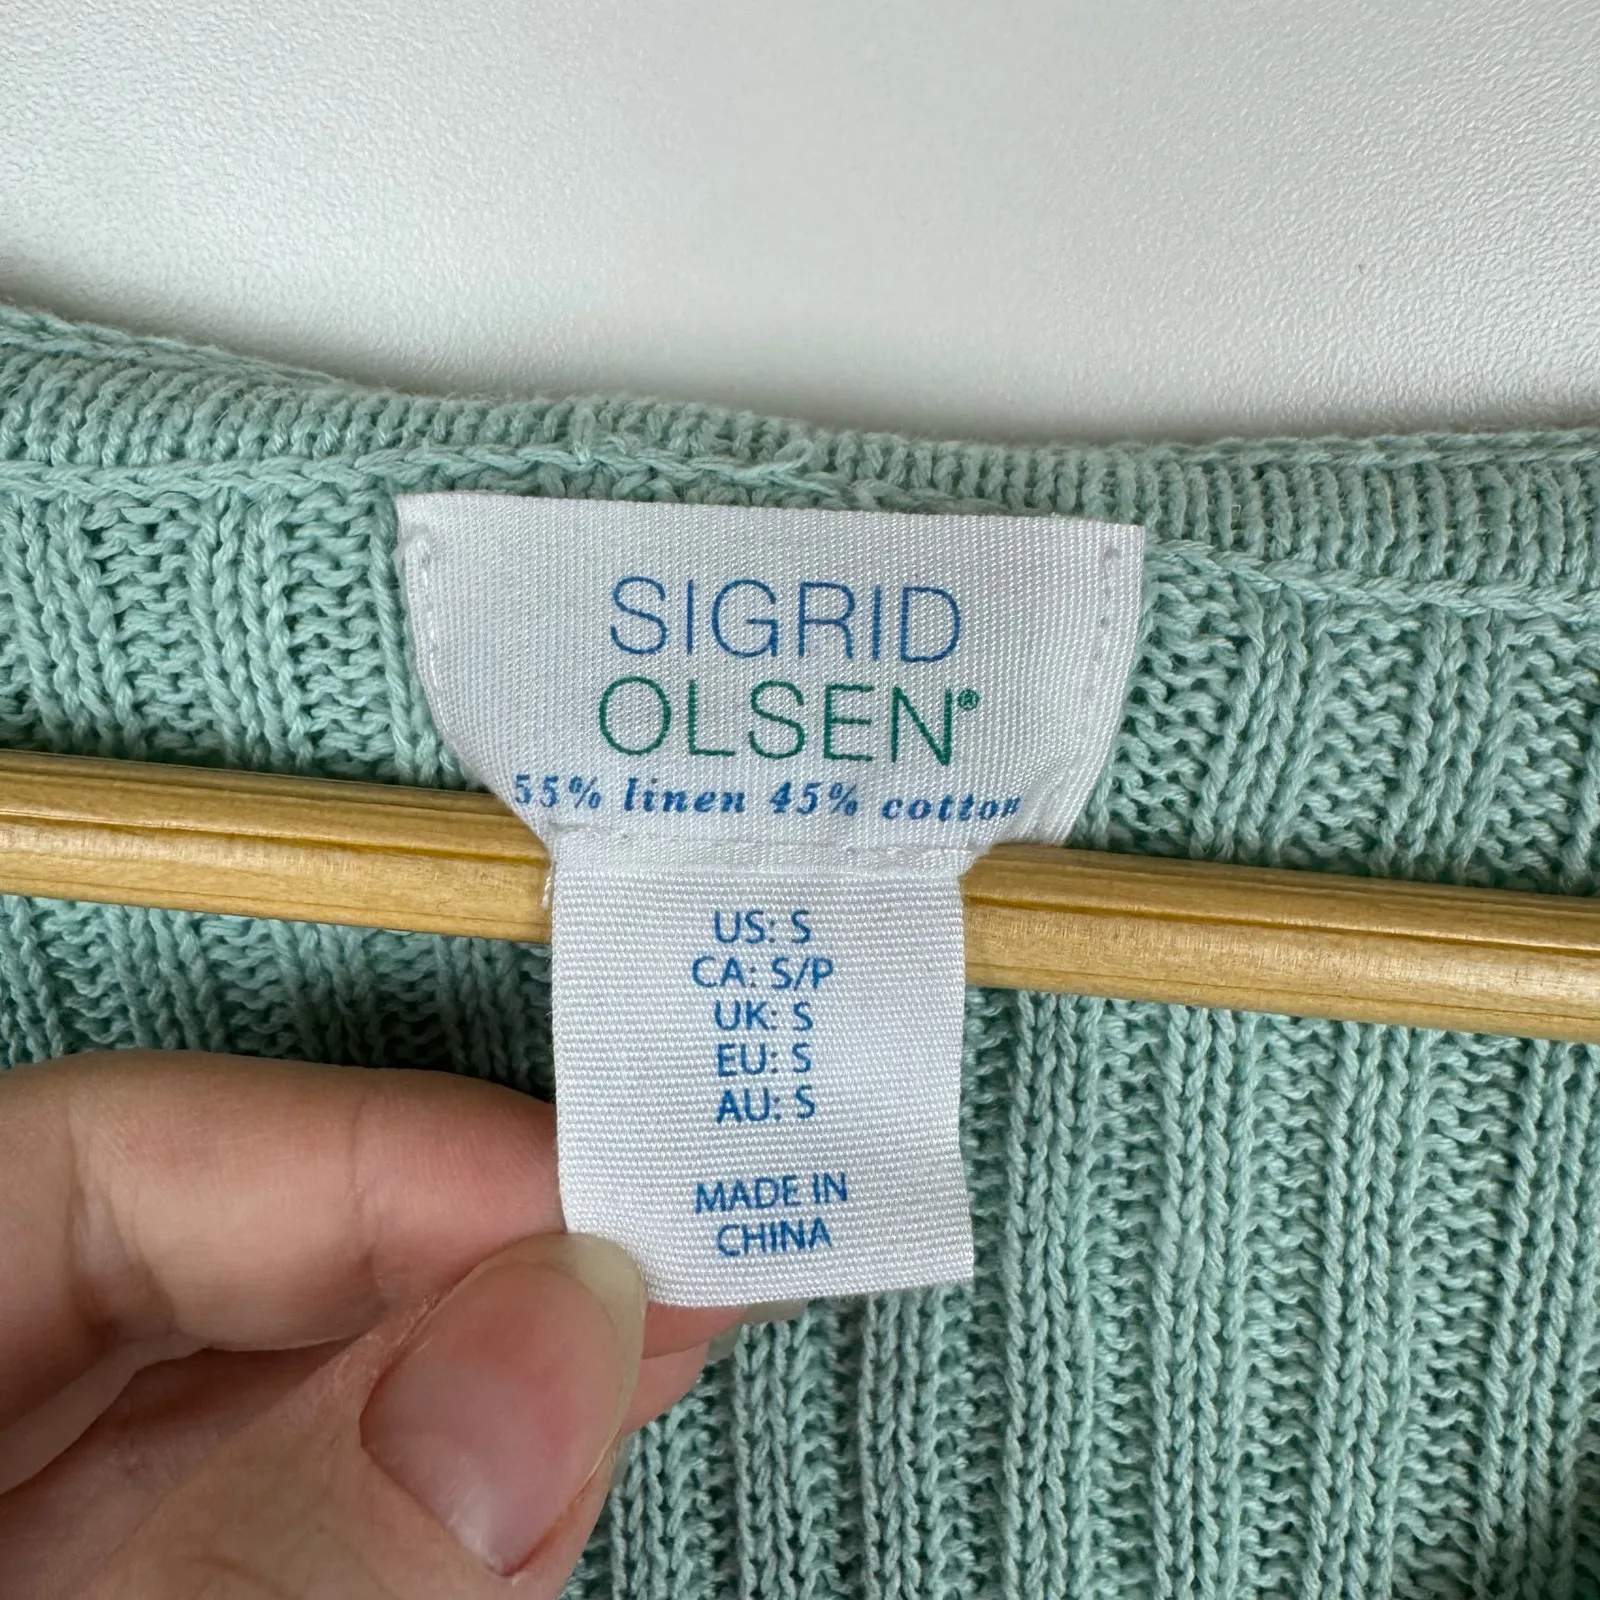 SIGRID
OLSEN®
55% linen 45% cotton
US: S
CA: S/P
UK: S
EU: S
AU: S
MADE IN
CHINA